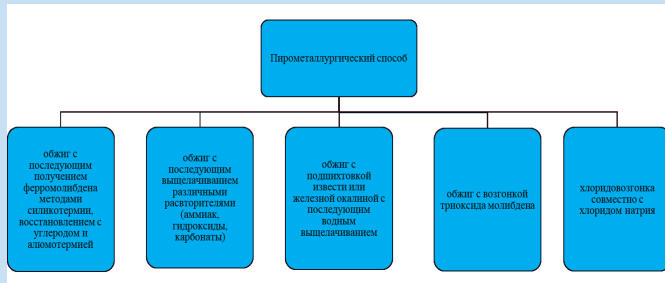 Пирометаллургический способ
обжиг с
последующим
получением
ферромолибдена
методами
силикотермии,
восстановлением с
углеродом и
алюмотермией
обжиг с
последующим
выщелачиванием
различными
растворителями
(аммиак,
гидроксиды,
карбонаты)
обжиг с
подшихтовкой
извести или
железной окалиной с
последующим
водным
выщелачиванием
обжиг с возгонкой
триоксида молибдена
хлоридовозгонка
совместно с
хлоридом натрия